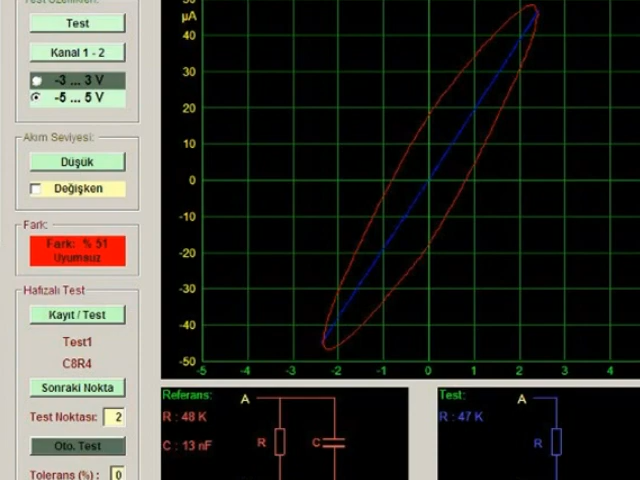 Test
Kanal 1 - 2
-3 ... 3 V
-5 ... 5 V
Akım Seviyesi:
Düşük
Değişken
Fark:
Fark: % 51
Uyumsuz
Hafızalı Test
Kayıt / Test
Test1
C8R4
Sonraki Nokta
Test Noktası: 2
Oto. Test
Tolerans (%) : 0
µA
40
30
20
10
0
-10
-20
-30
-40
-50
-5 -4 -3 -2 -1 0 1 2 3 4
Referans:
A
R : 48 K
C : 13 nF
R
C
Test:
A
R : 47 K
R